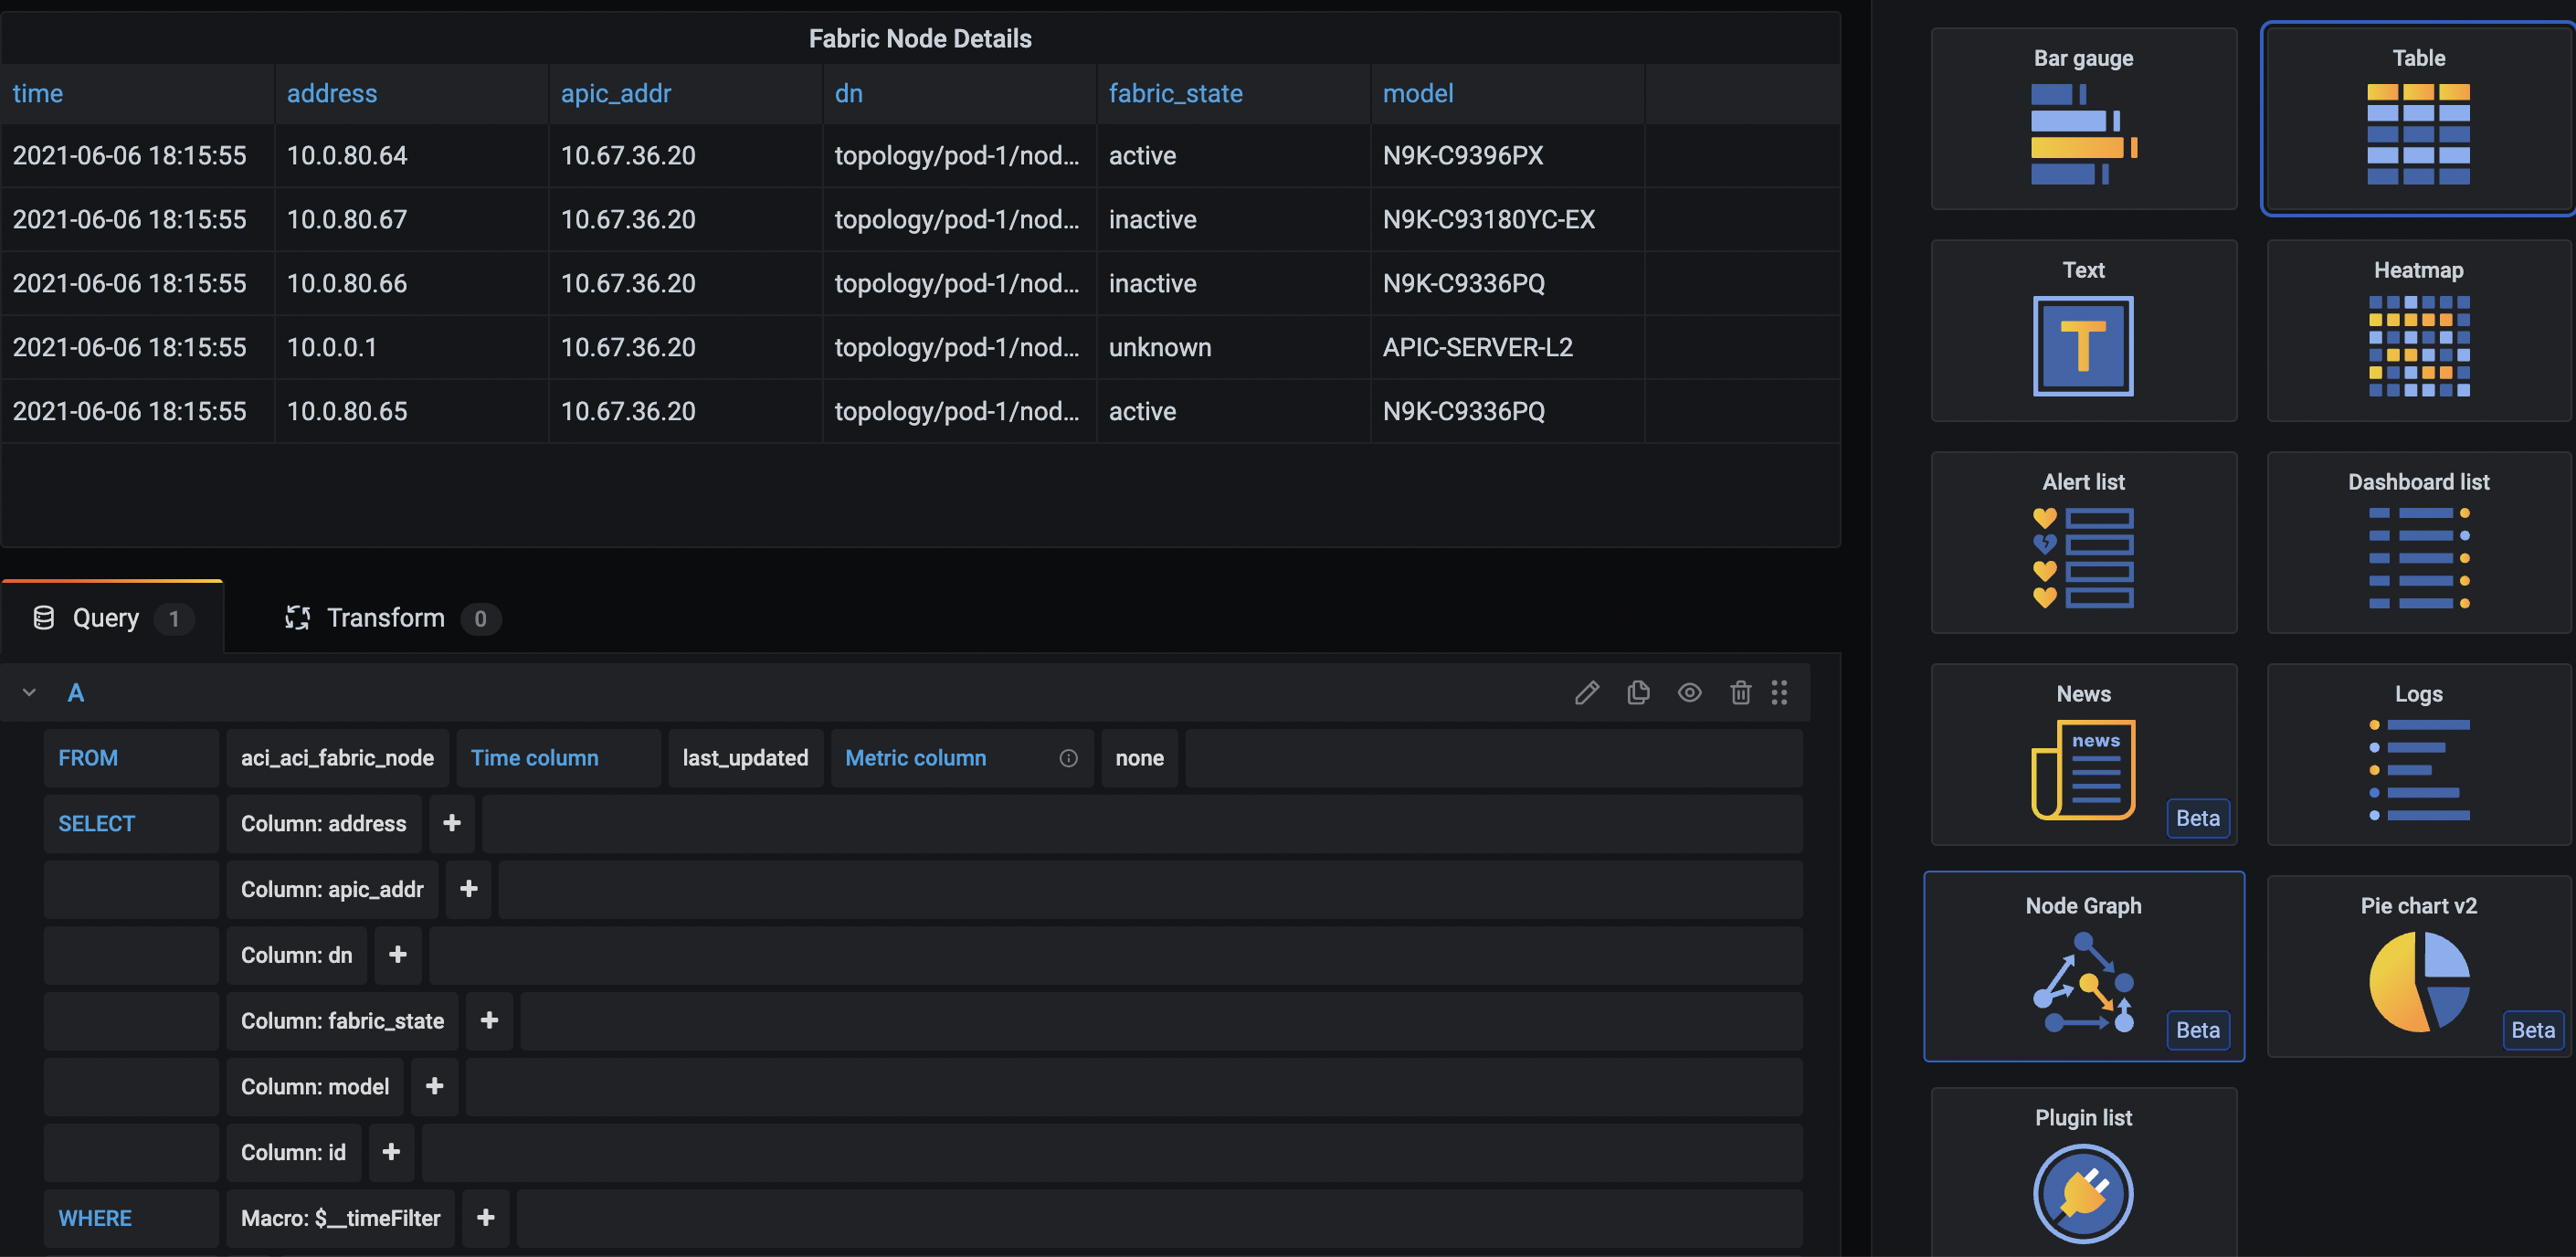 Fabric Node Details
time address apic_addr dn fabric_state model
2021-06-06 18:15:55 10.0.80.64 10.67.36.20 topology/pod-1/nod... active N9K-C9396PX
2021-06-06 18:15:55 10.0.80.67 10.67.36.20 topology/pod-1/nod... inactive N9K-C93180YC-EX
2021-06-06 18:15:55 10.0.80.66 10.67.36.20 topology/pod-1/nod... inactive N9K-C9336PQ
2021-06-06 18:15:55 10.0.0.1 10.67.36.20 topology/pod-1/nod... unknown APIC-SERVER-L2
2021-06-06 18:15:55 10.0.80.65 10.67.36.20 topology/pod-1/nod... active N9K-C9336PQ
Query 1 Transform 0
A
FROM aci_aci_fabric_node Time column last_updated Metric column none
SELECT Column: address +
Column: apic_addr +
Column: dn +
Column: fabric_state +
Column: model +
Column: id +
WHERE Macro: $__timeFilter +
Bar gauge
Table
Text
T
Heatmap
Alert list
Dashboard list
News
news
Beta
Logs
Node Graph
Beta
Pie chart v2
Beta
Plugin list